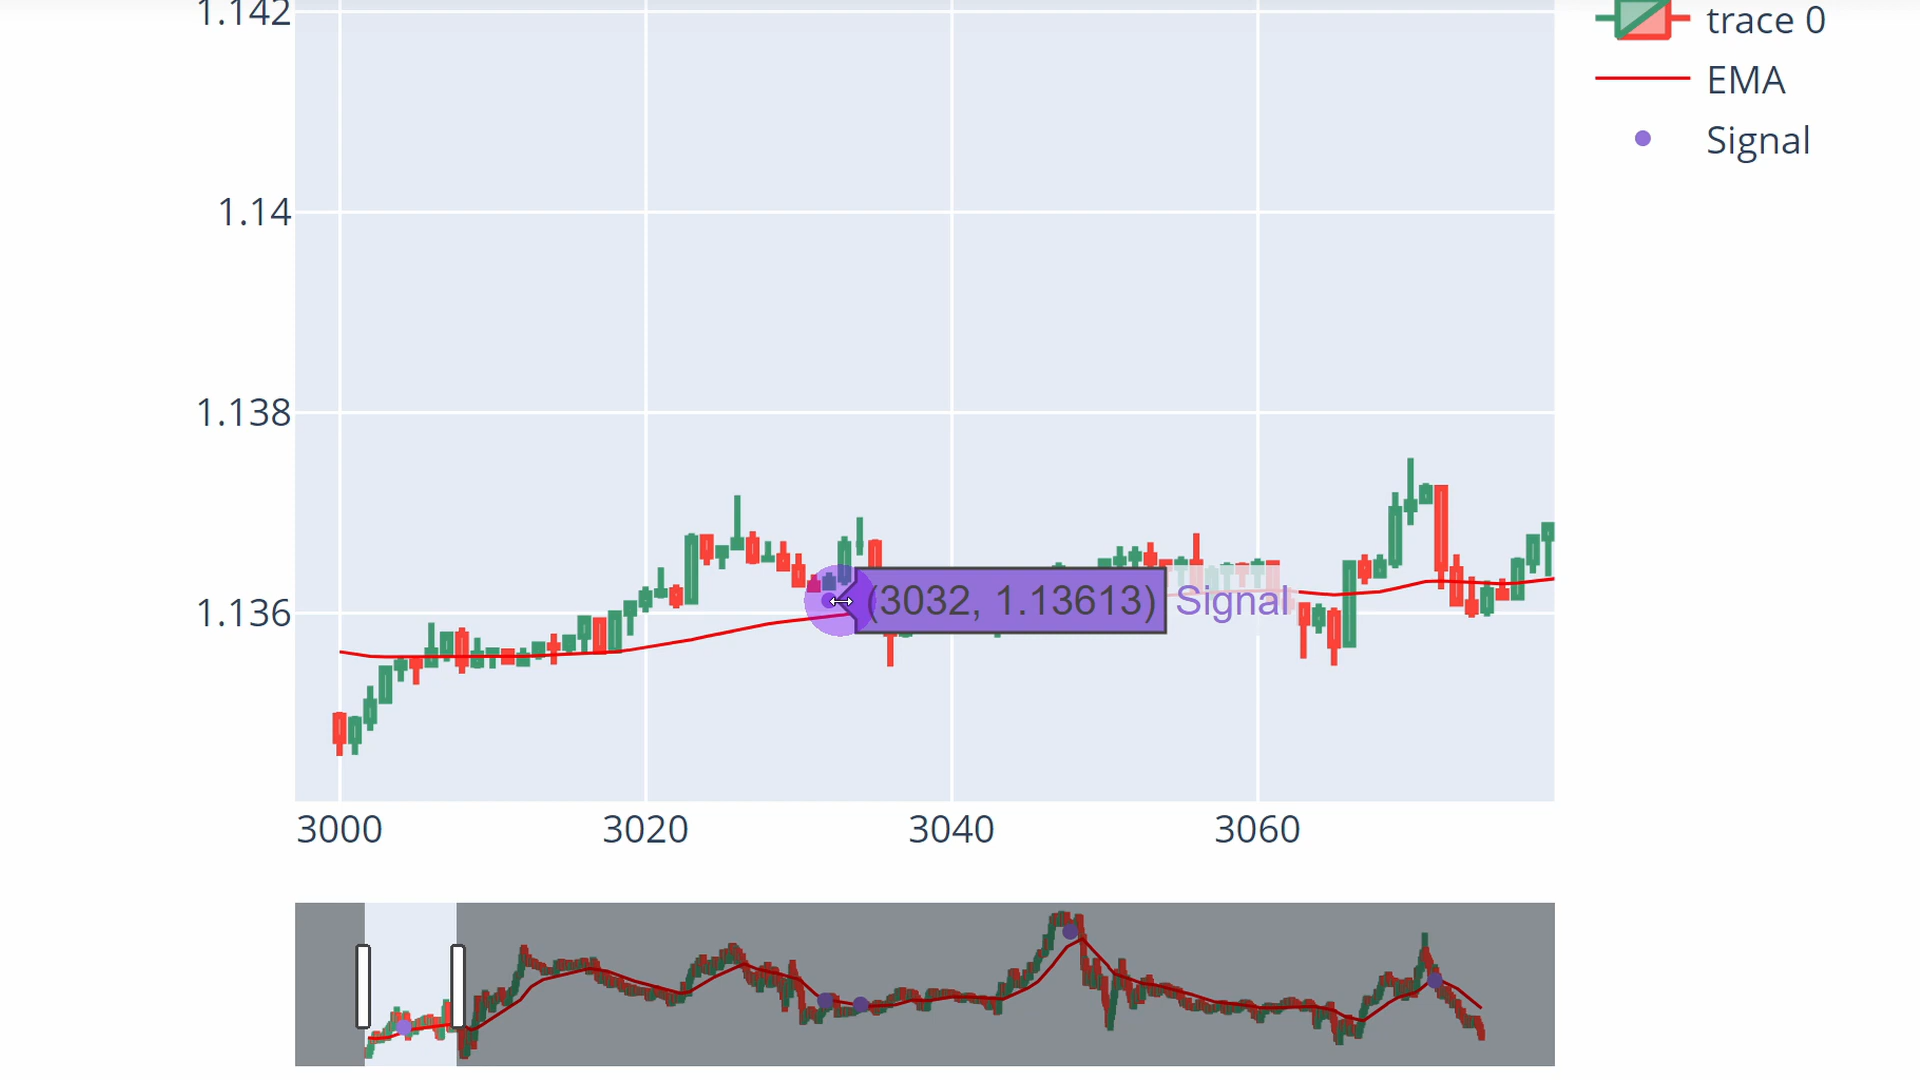 1.142
trace 0
EMA
Signal
1.14
1.138
1.136
(3032, 1.13613) Signal
3000 3020 3040 3060